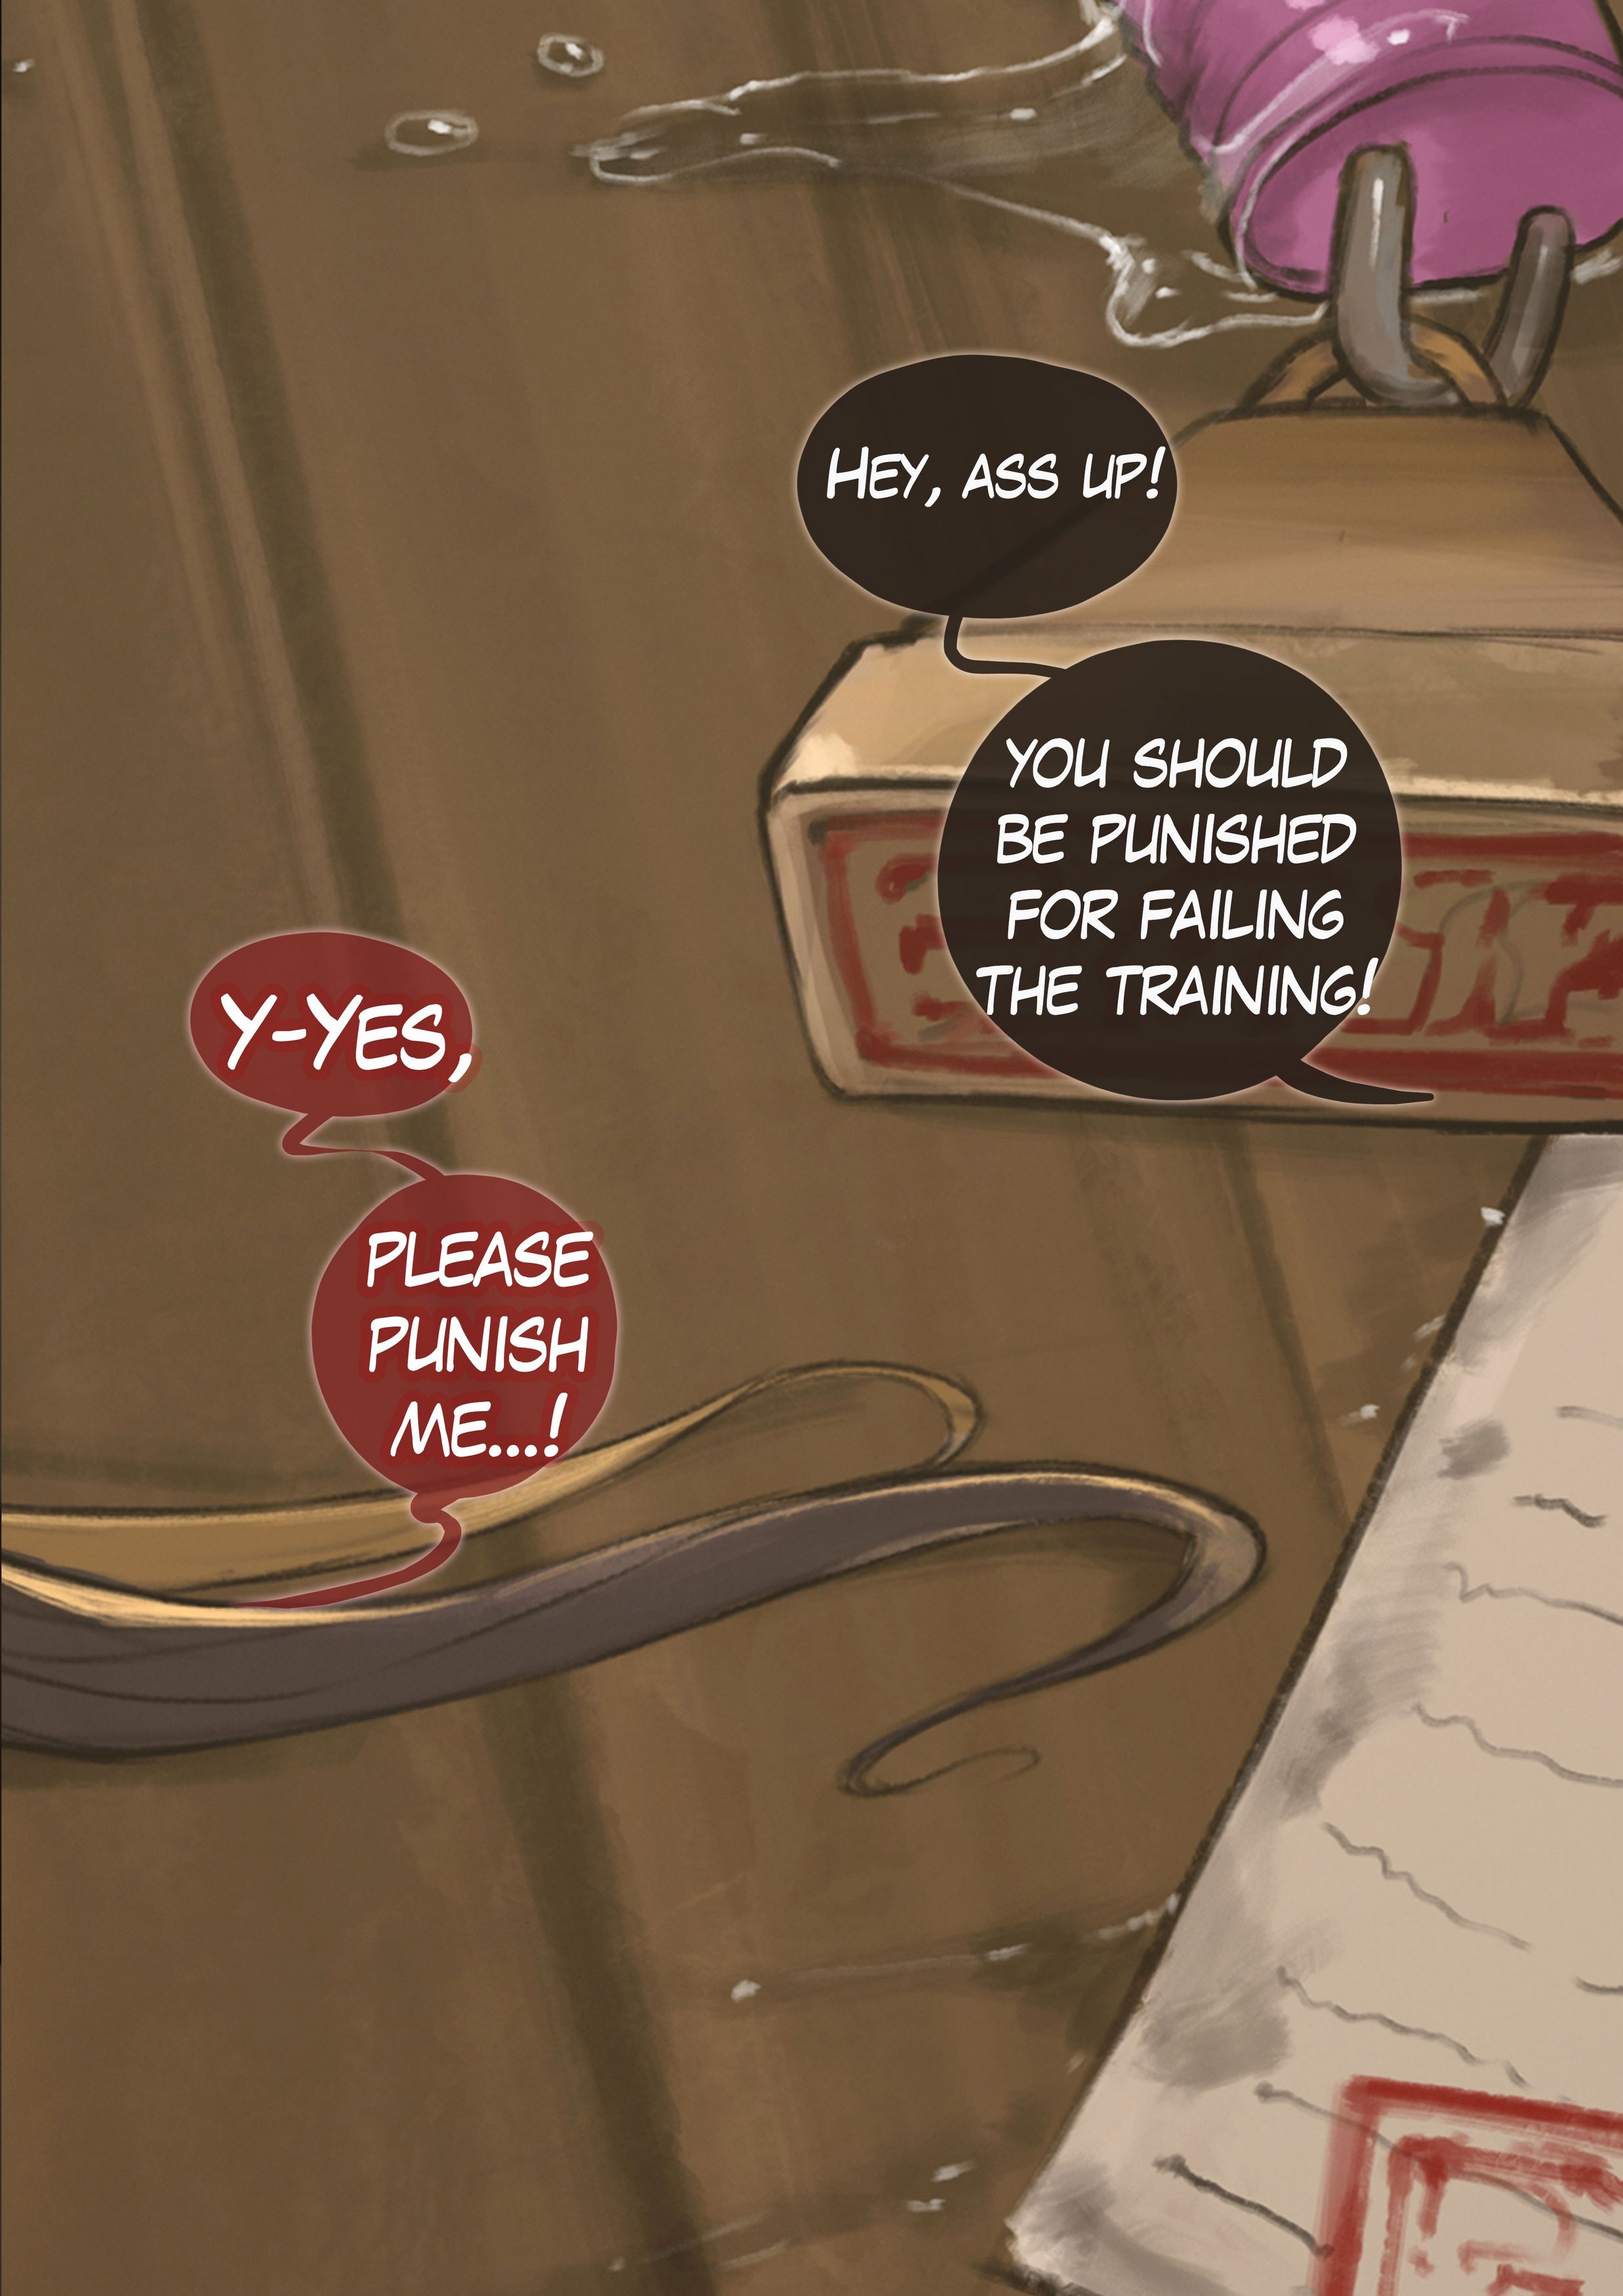 HEY, ASS UP!
YOU SHOULD
BE PUNISHED
FOR FAILING
THE TRAINING!
Y-YES,
PLEASE
PUNISH
ME...!